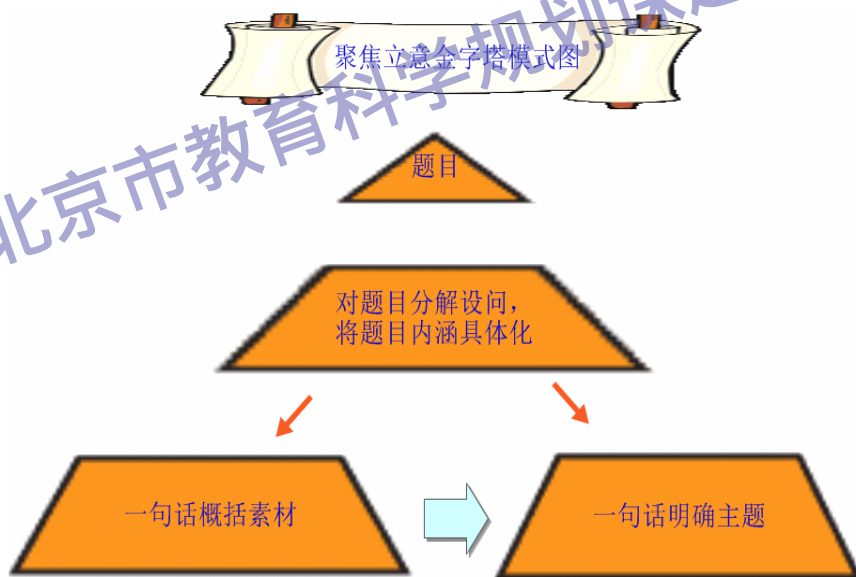 聚焦立意金字塔模式图
北京市教育科学规划课题
题目
对题目分解设问，
将题目内涵具体化
一句话概括素材
一句话明确主题